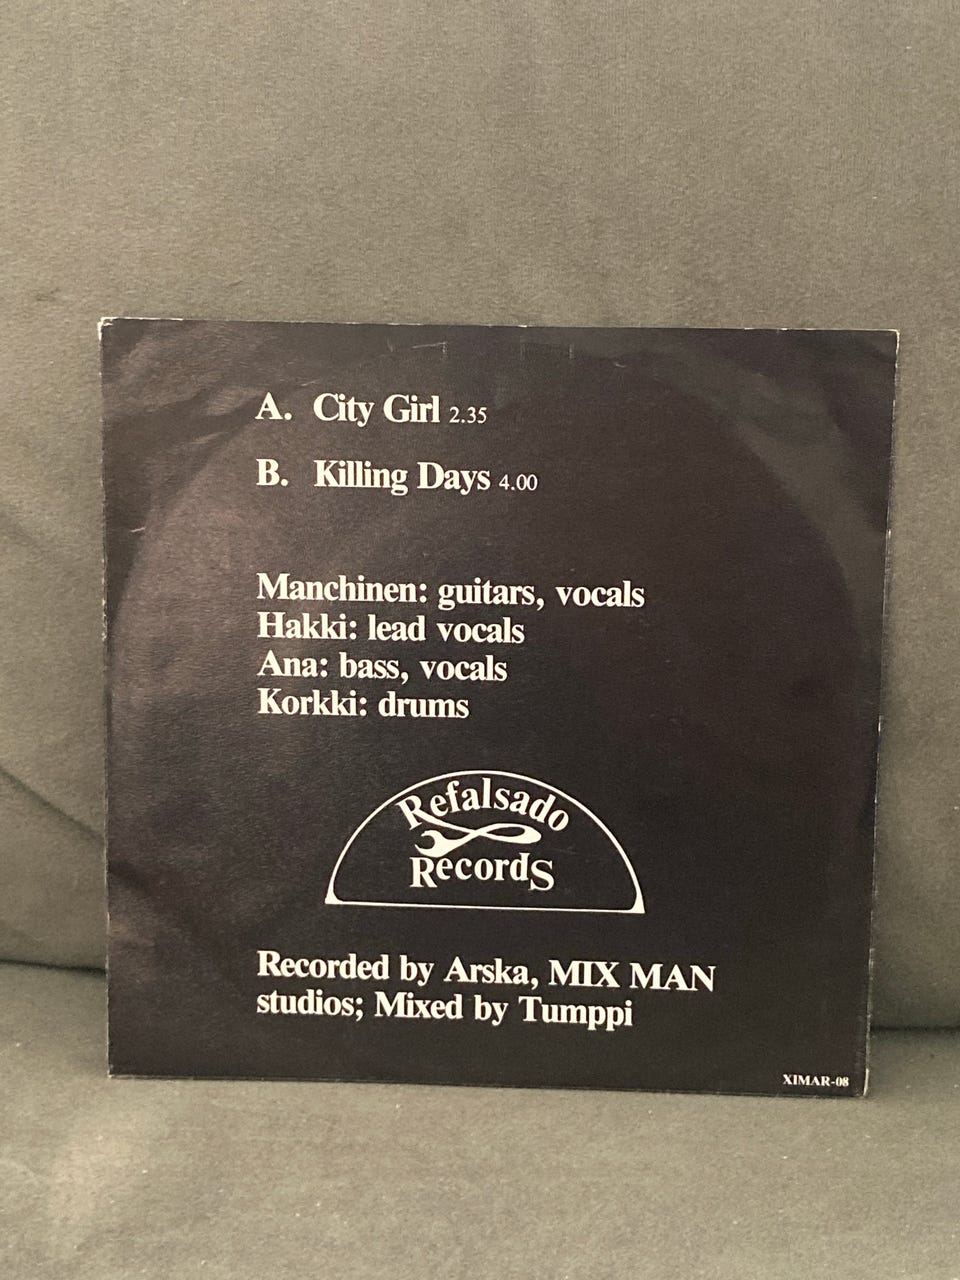 A. City Girl 2.35
B. Killing Days 4.00
Manchinen: guitars, vocals
Hakki: lead vocals
Ana: bass, vocals
Korkki: drums
Refalsado
RecordS
Recorded by Arska, MIX MAN
studios; Mixed by Tumppi
XIMAR-08